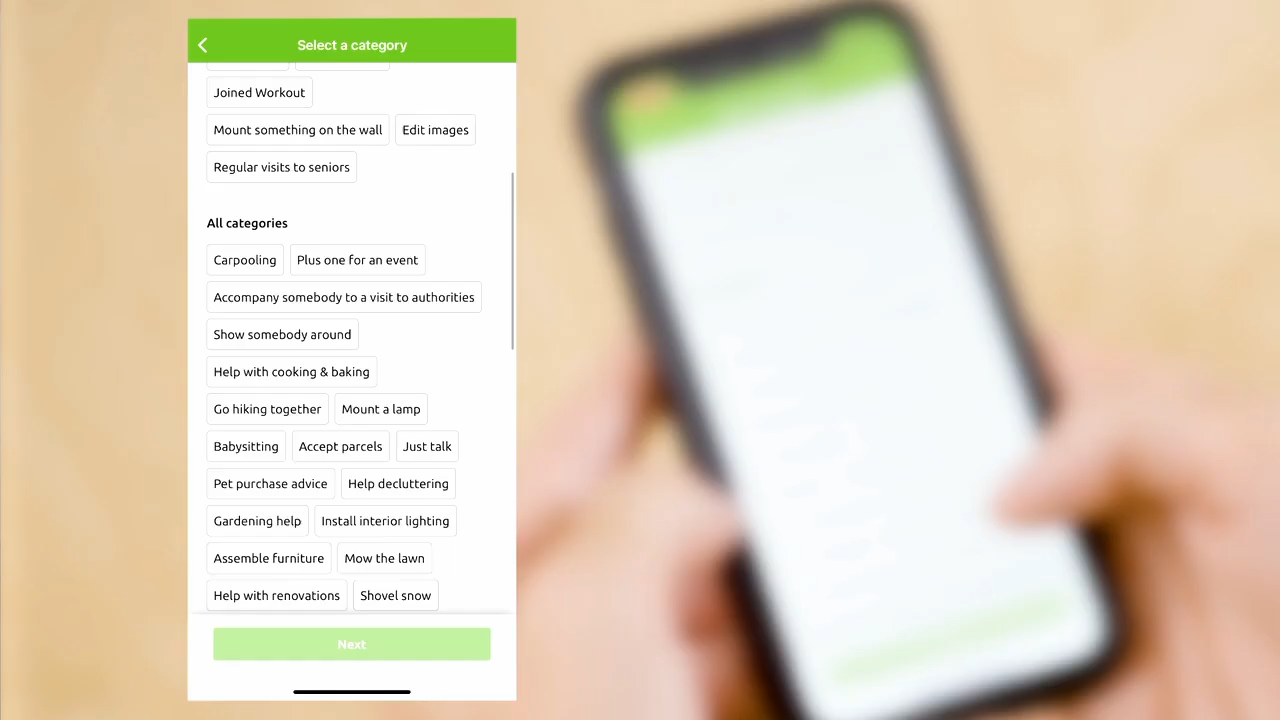 Select a category
Joined Workout
Mount something on the wall Edit images
Regular visits to seniors
All categories
Carpooling Plus one for an event
Accompany somebody to a visit to authorities
Show somebody around
Help with cooking & baking
Go hiking together Mount a lamp
Babysitting Accept parcels Just talk
Pet purchase advice Help decluttering
Gardening help Install interior lighting
Assemble furniture Mow the lawn
Help with renovations Shovel snow
Next